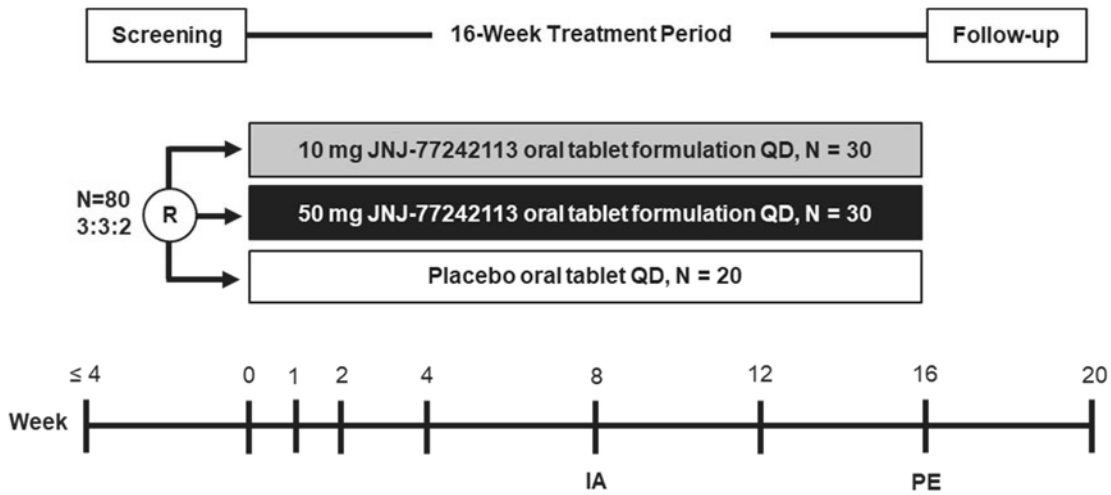 Screening
16-Week Treatment Period
Follow-up
10 mg JNJ-77242113 oral tablet formulation QD, N = 30
N=80
3:3:2
R
50 mg JNJ-77242113 oral tablet formulation QD, N = 30
Placebo oral tablet QD, N = 20
≤ 4 0 1 2 4 8 12 16 20
Week
IA PE